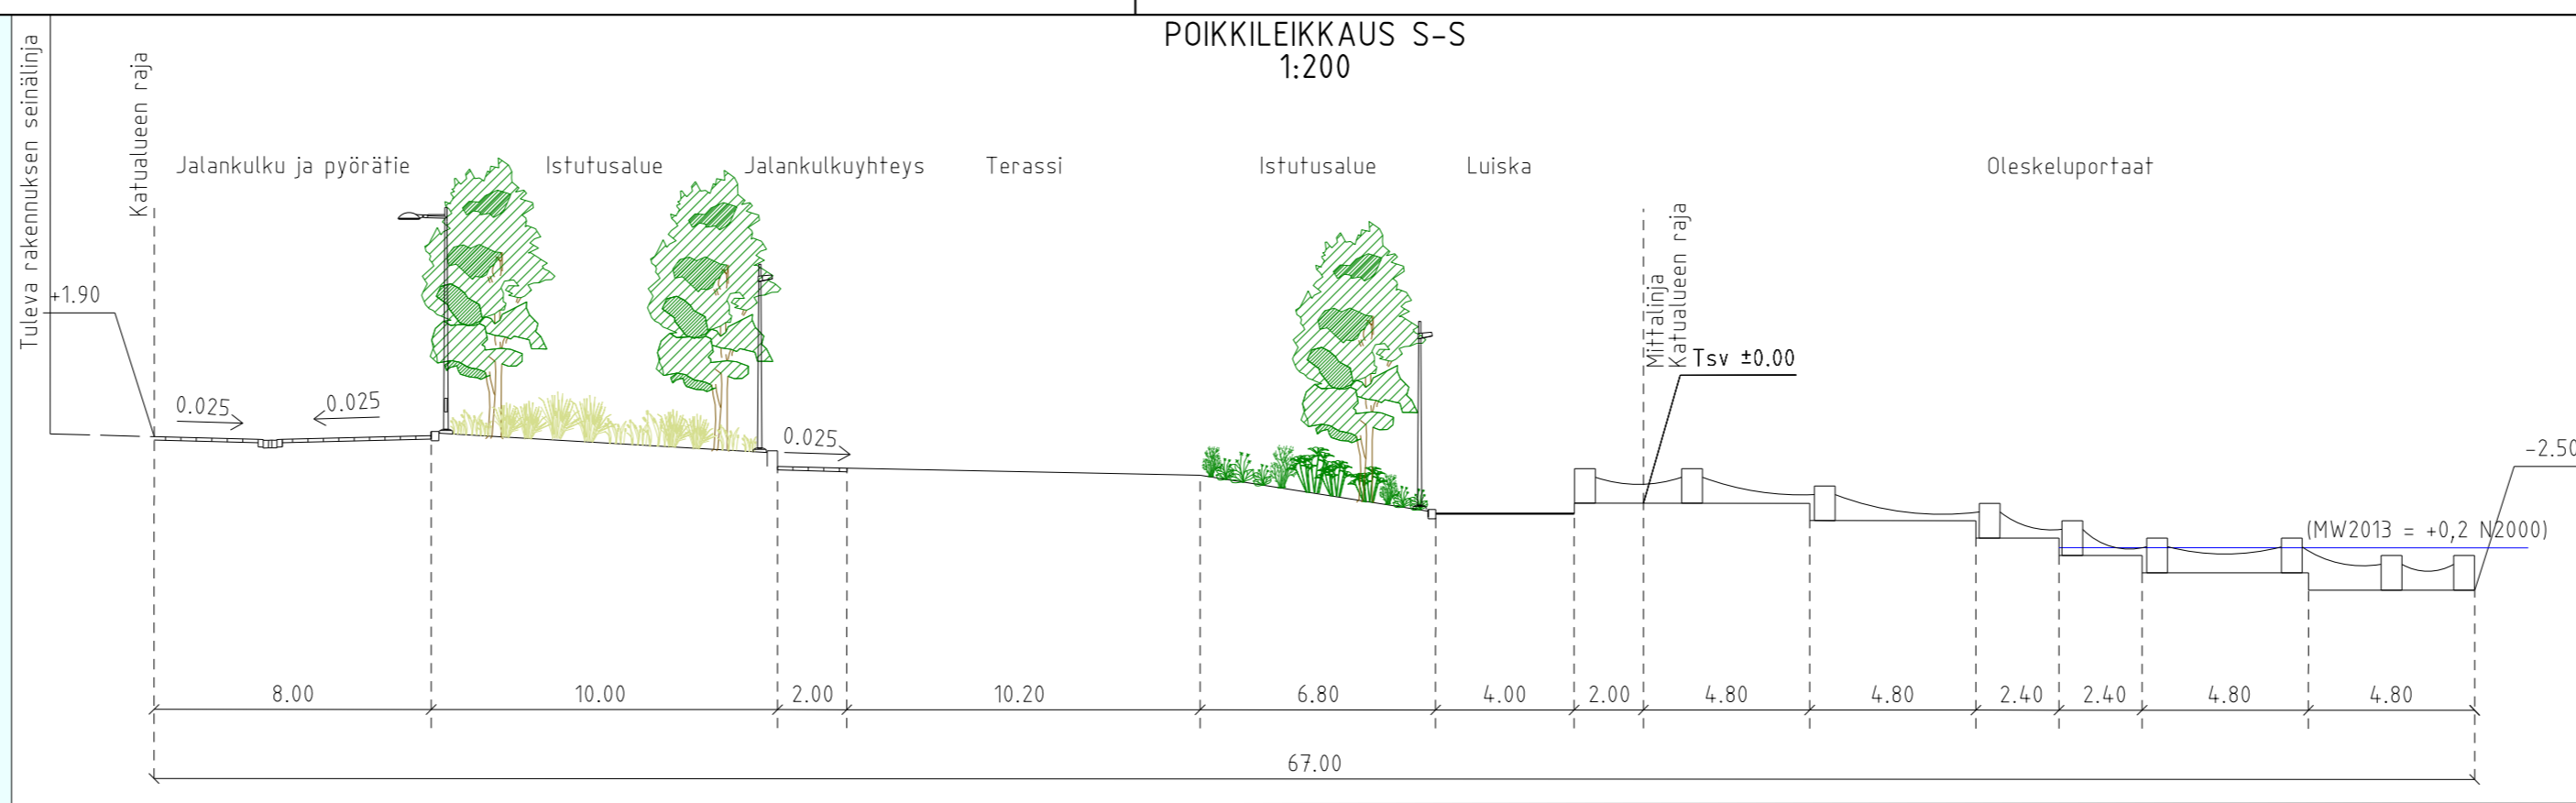 POIKKILEIKKAUS S-S
1:200
Tuleva rakennuksen seinälinja
Katualueen raja
Jalankulku ja pyörätie
Istutusalue
Jalankulkuyhteys
Terassi
Istutusalue
Luiska
Oleskeluportaat
Mittalinja
Katualueen raja
+1.90
Tsv ±0.00
0.025
0.025
0.025
-2.50
(MW2013 = +0,2 N2000)
8.00
10.00
2.00
10.20
6.80
4.00
2.00
4.80
4.80
2.40
2.40
4.80
4.80
67.00